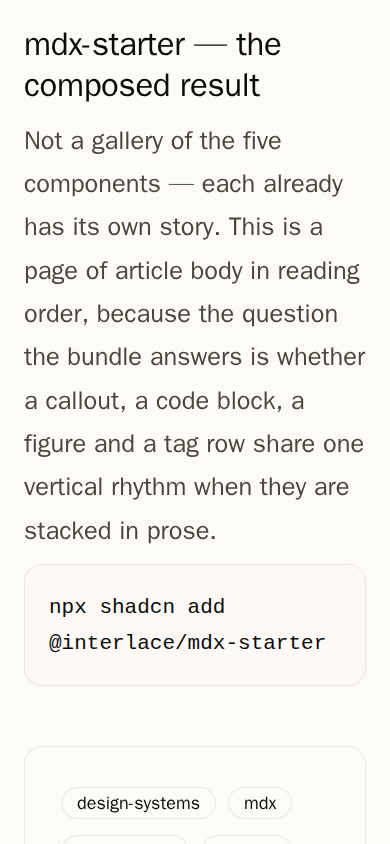 mdx-starter — the
composed result
Not a gallery of the five
components — each already
has its own story. This is a
page of article body in reading
order, because the question
the bundle answers is whether
a callout, a code block, a
figure and a tag row share one
vertical rhythm when they are
stacked in prose.
npx shadcn add
@interlace/mdx-starter
design-systems mdx